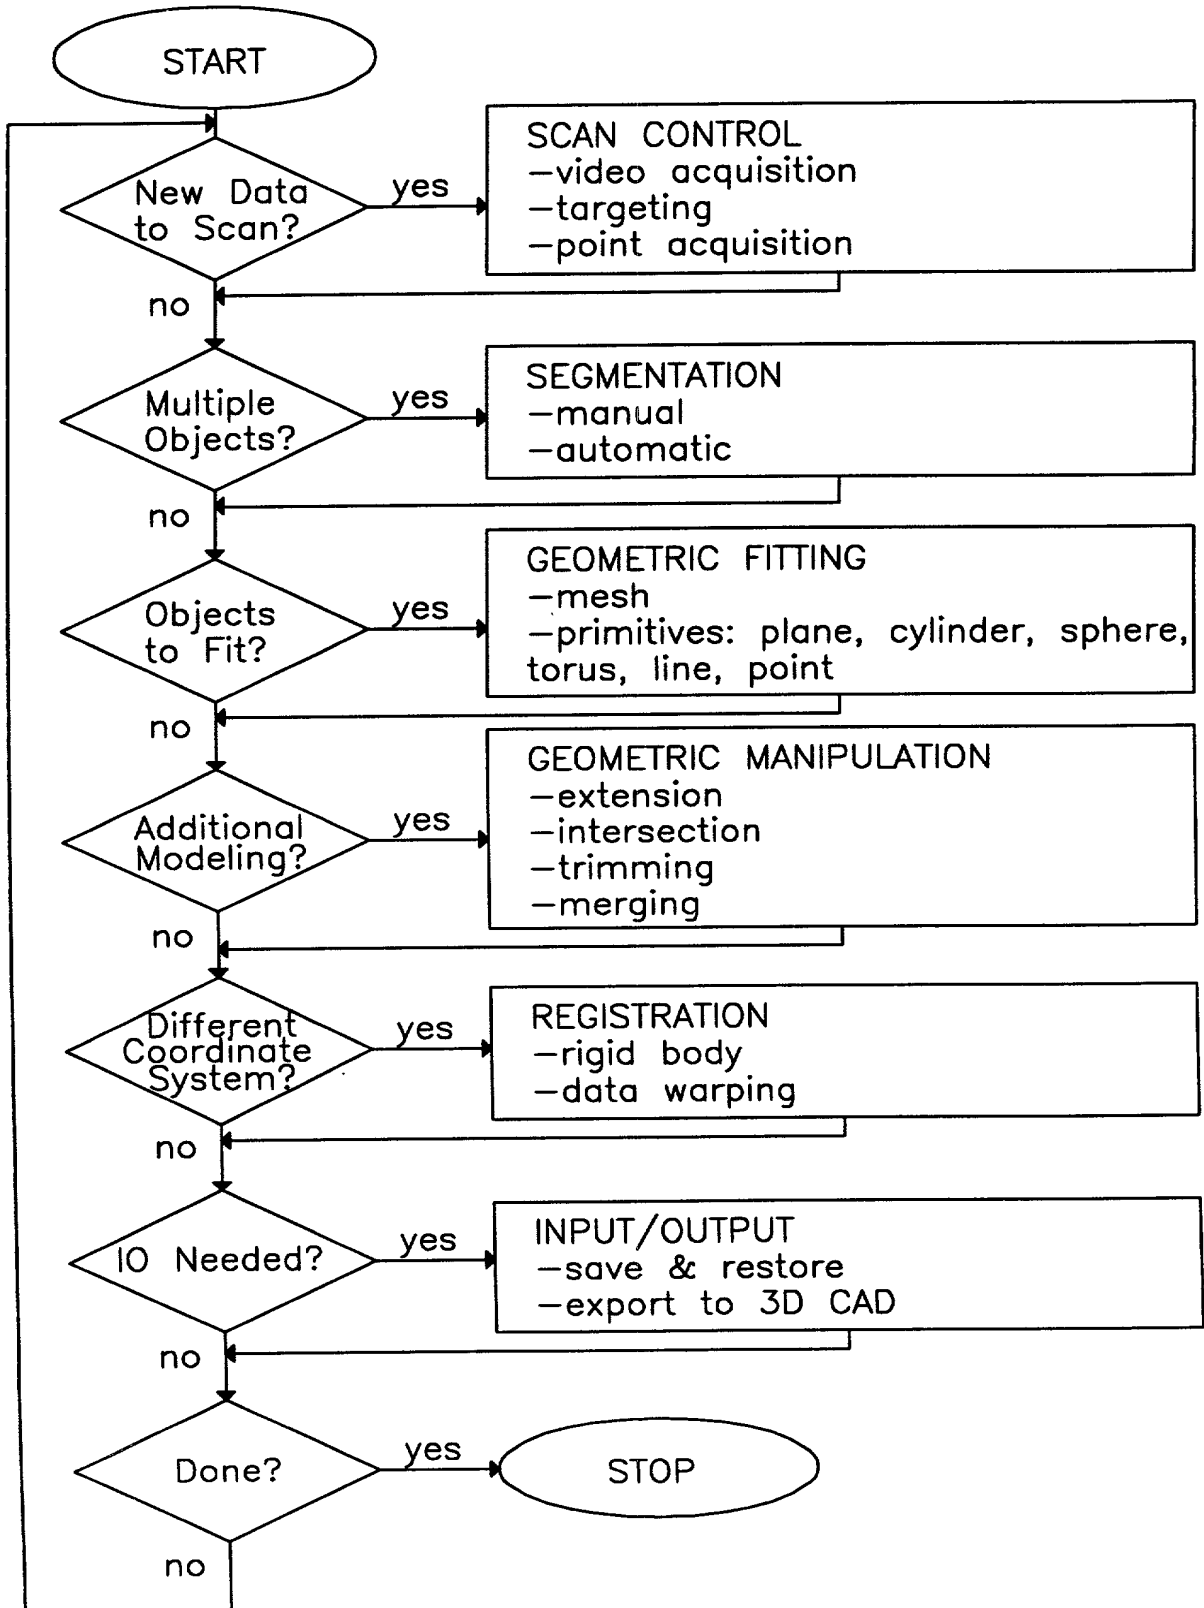 START
New Data
to Scan?
yes
SCAN CONTROL
-video acquisition
-targeting
-point acquisition
no
Multiple
Objects?
yes
SEGMENTATION
-manual
-automatic
no
Objects
to Fit?
yes
GEOMETRIC FITTING
-mesh
-primitives: plane, cylinder, sphere,
torus, line, point
no
Additional
Modeling?
yes
GEOMETRIC MANIPULATION
-extension
-intersection
-trimming
-merging
no
Different
Coordinate
System?
yes
REGISTRATION
-rigid body
-data warping
no
IO Needed?
yes
INPUT/OUTPUT
-save & restore
-export to 3D CAD
no
Done?
yes
STOP
no